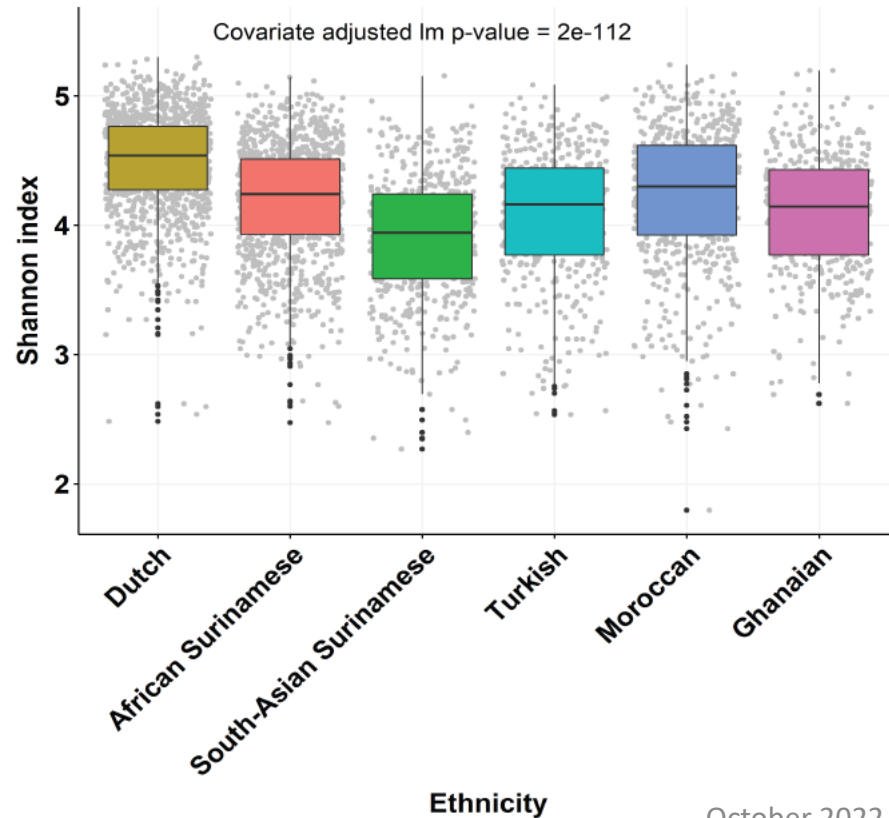 Covariate adjusted lm p-value = 2e-112
Shannon index
5
4
3
2
Dutch
African Surinamese
South-Asian Surinamese
Turkish
Moroccan
Ghanaian
Ethnicity
October 2022